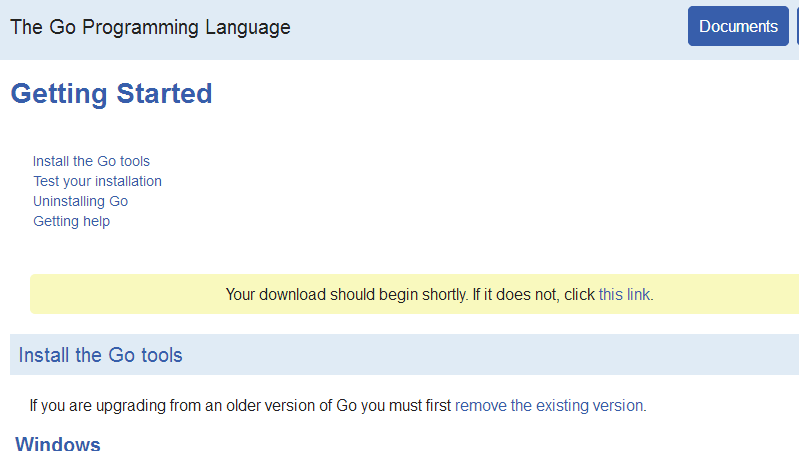 The Go Programming Language
Documents
Getting Started
Install the Go tools
Test your installation
Uninstalling Go
Getting help
Your download should begin shortly. If it does not, click this link.
Install the Go tools
If you are upgrading from an older version of Go you must first remove the existing version.
Windows